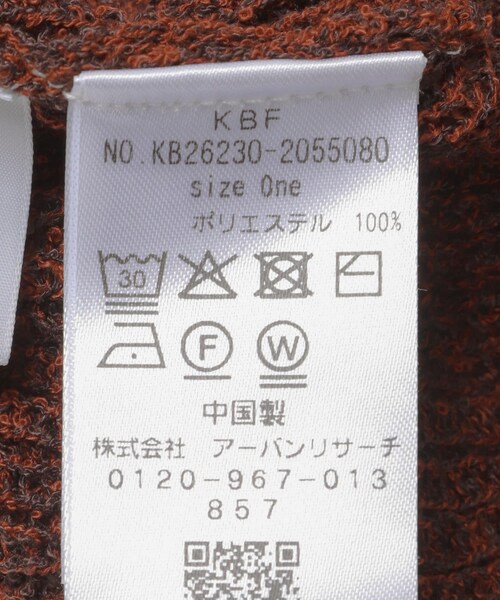 KBF
NO.KB26230-2055080
size One
ポリエステル 100%
30
F W
中国製
株式会社 アーバンリサーチ
0120-967-013
857